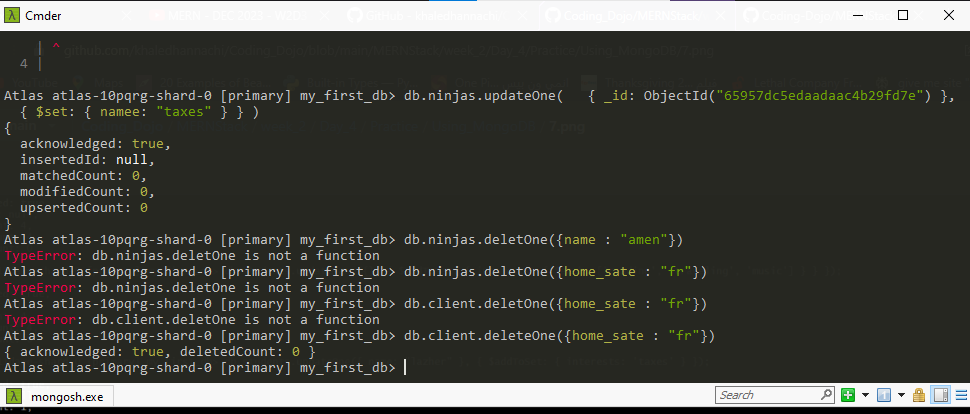 Cmder
^
4 |
Atlas atlas-10pqrg-shard-0 [primary] my_first_db> db.ninjas.updateOne(   { _id: ObjectId("65957dc5edaadaac4b29fd7e") },
{ $set: { namee: "taxes" } } )
{
acknowledged: true,
insertedId: null,
matchedCount: 0,
modifiedCount: 0,
upsertedCount: 0
}
Atlas atlas-10pqrg-shard-0 [primary] my_first_db> db.ninjas.deletOne({name : "amen"})
TypeError: db.ninjas.deletOne is not a function
Atlas atlas-10pqrg-shard-0 [primary] my_first_db> db.ninjas.deletOne({home_sate : "fr"})
TypeError: db.ninjas.deletOne is not a function
Atlas atlas-10pqrg-shard-0 [primary] my_first_db> db.client.deletOne({home_sate : "fr"})
TypeError: db.client.deletOne is not a function
Atlas atlas-10pqrg-shard-0 [primary] my_first_db> db.client.deleteOne({home_sate : "fr"})
{ acknowledged: true, deletedCount: 0 }
Atlas atlas-10pqrg-shard-0 [primary] my_first_db>
mongosh.exe
Search